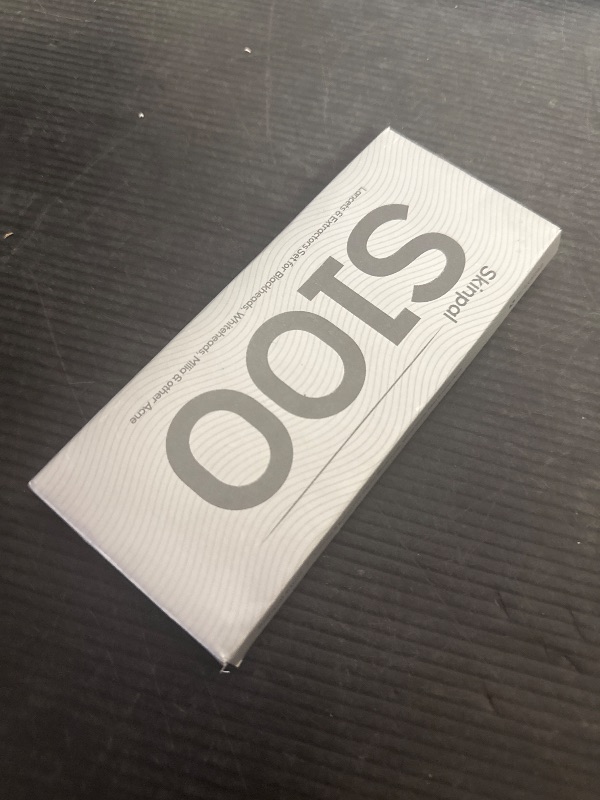 Skinpal
S100
Lancets & Extractors Set for Blackheads, Whiteheads, Milia & other Acne